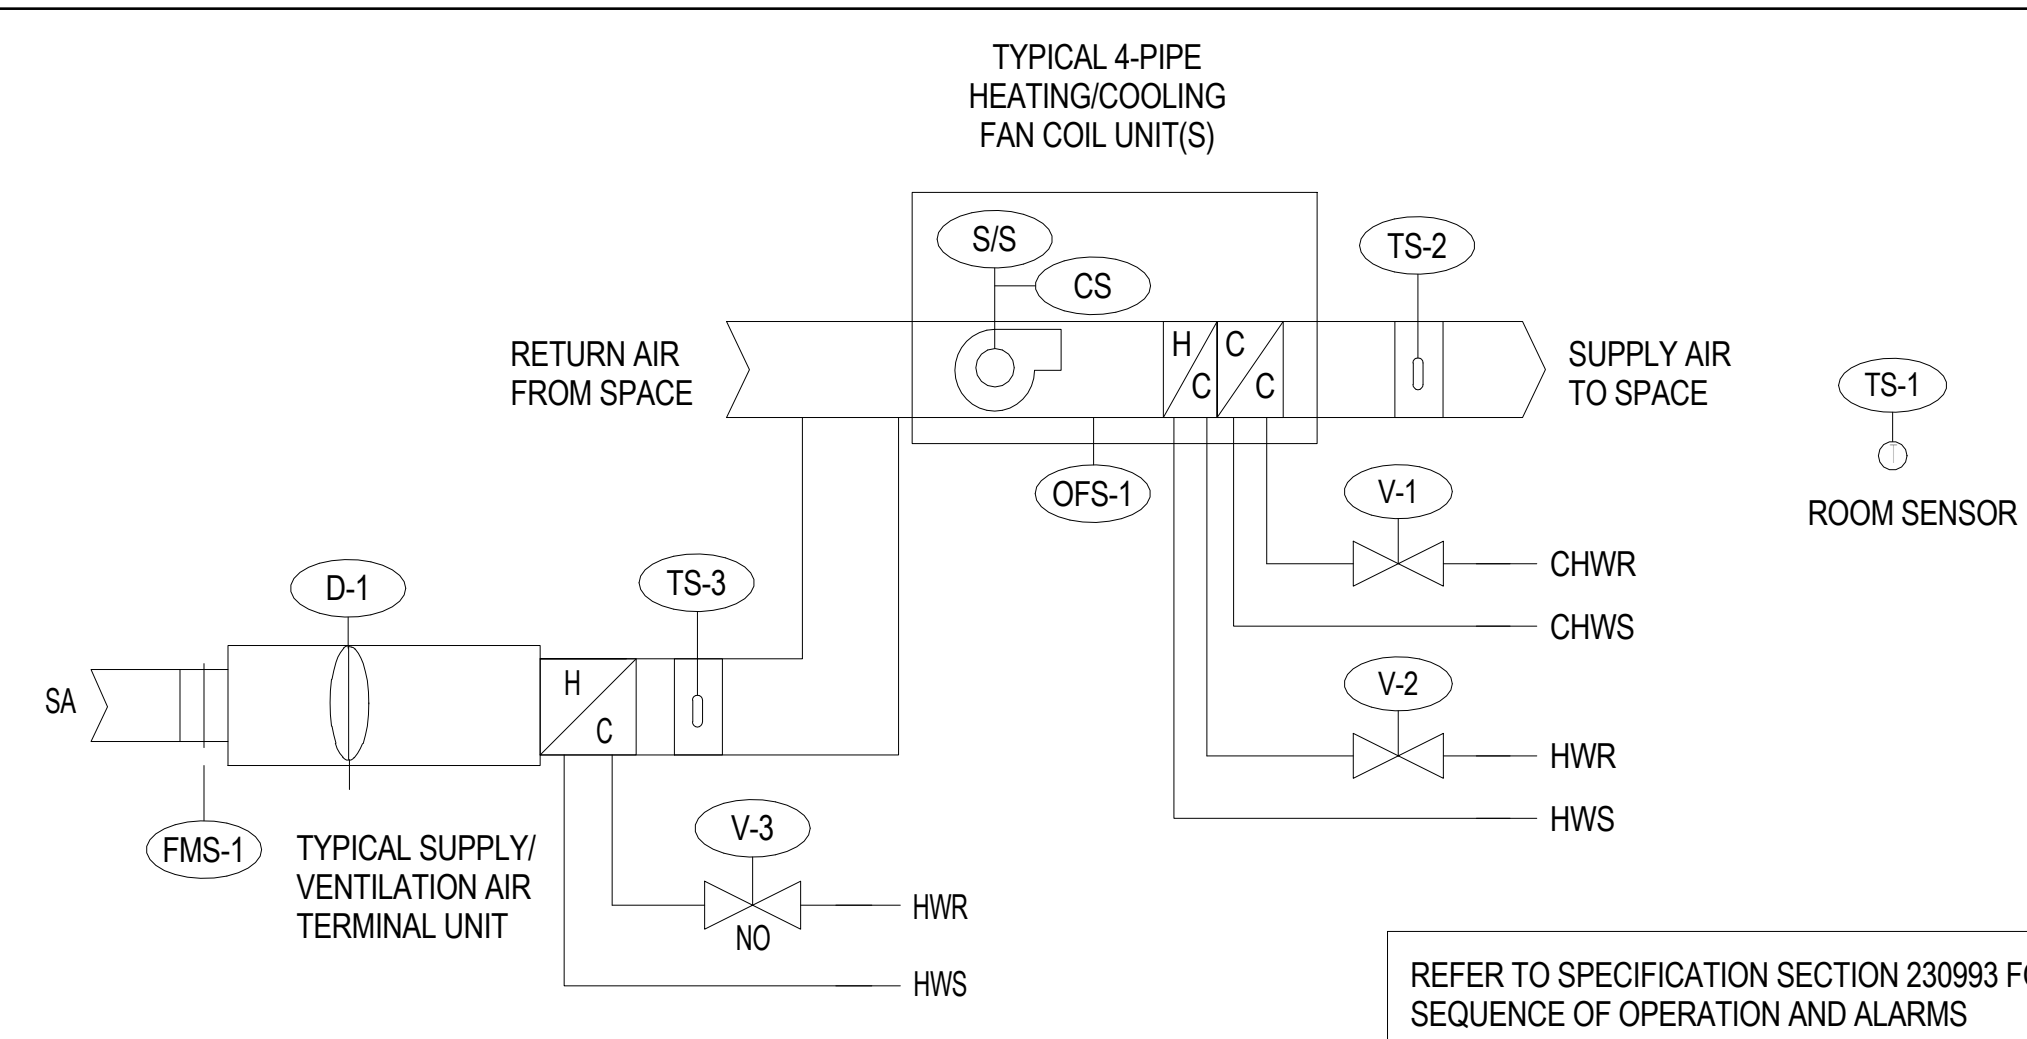 TYPICAL 4-PIPE
HEATING/COOLING
FAN COIL UNIT(S)
S/S
CS
TS-2
RETURN AIR
FROM SPACE
H
C
C
C
SUPPLY AIR
TO SPACE
TS-1
ROOM SENSOR
OFS-1
V-1
CHWR
CHWS
V-2
HWR
HWS
D-1
TS-3
SA
H
C
FMS-1
TYPICAL SUPPLY/
VENTILATION AIR
TERMINAL UNIT
V-3
NO
HWR
HWS
REFER TO SPECIFICATION SECTION 230993
SEQUENCE OF OPERATION AND ALARMS